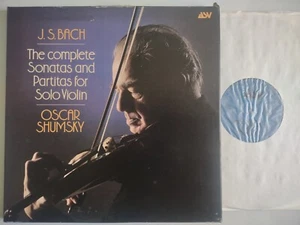 ASV
J.S. BACH
The complete
Sonatas and
Partitas for
Solo Violin
OSCAR
SHUMSKY